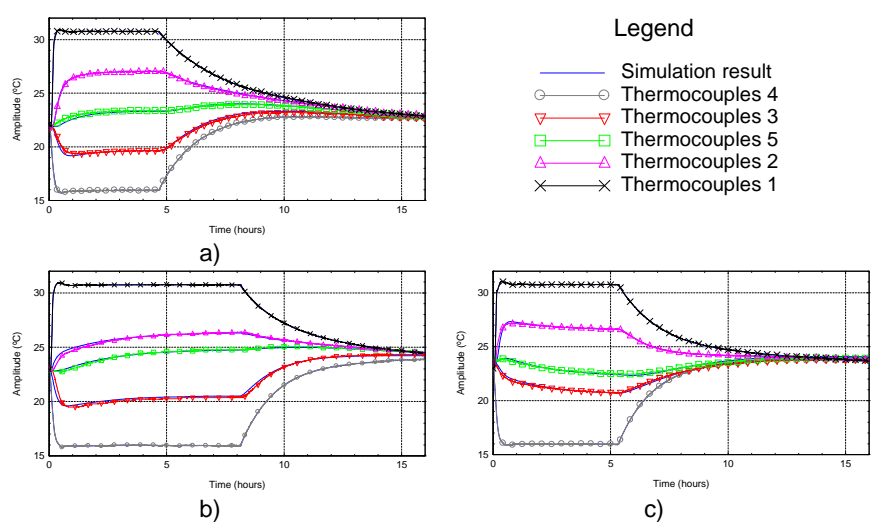 Legend
Simulation result
Thermocouples 4
Thermocouples 3
Thermocouples 5
Thermocouples 2
Thermocouples 1
Amplitude (ºC)
30
25
20
15
0
5
10
15
Time (hours)
a)
Amplitude (ºC)
30
25
20
15
0
5
10
15
Time (hours)
b)
Amplitude (ºC)
30
25
20
15
0
5
10
15
Time (hours)
c)